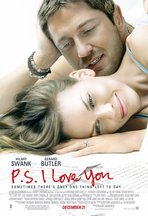 HILARY SWANK
GERARD BUTLER
P.S. I Love You
SOMETIMES THERE'S ONLY ONE THING LEFT TO SAY
DECEMBER 21